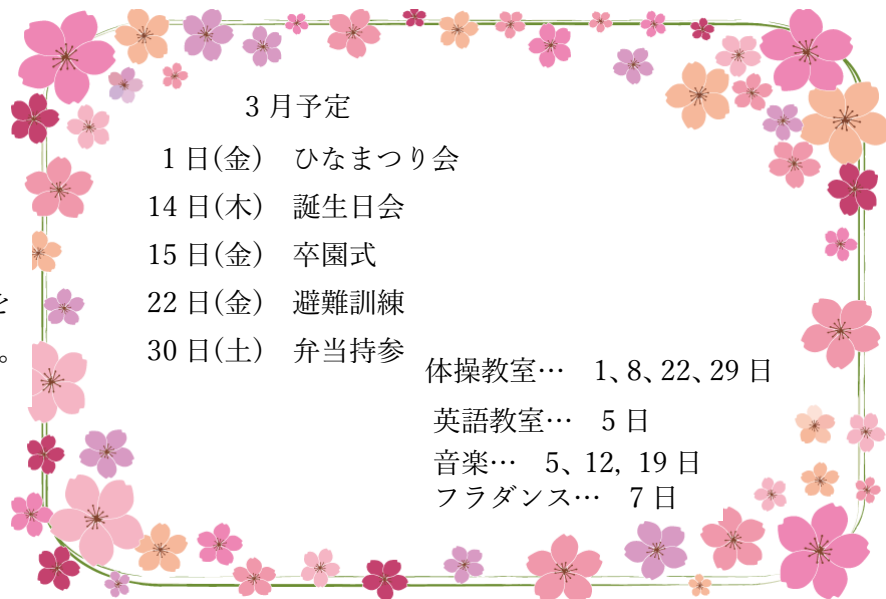 3月予定
1日(金) ひなまつり会
14日(木) 誕生日会
15日(金) 卒園式
22日(金) 避難訓練
を
30日(土) 弁当持参
。
体操教室… 1、8、22、29日
英語教室… 5日
音楽… 5、12, 19日
フラダンス… 7日